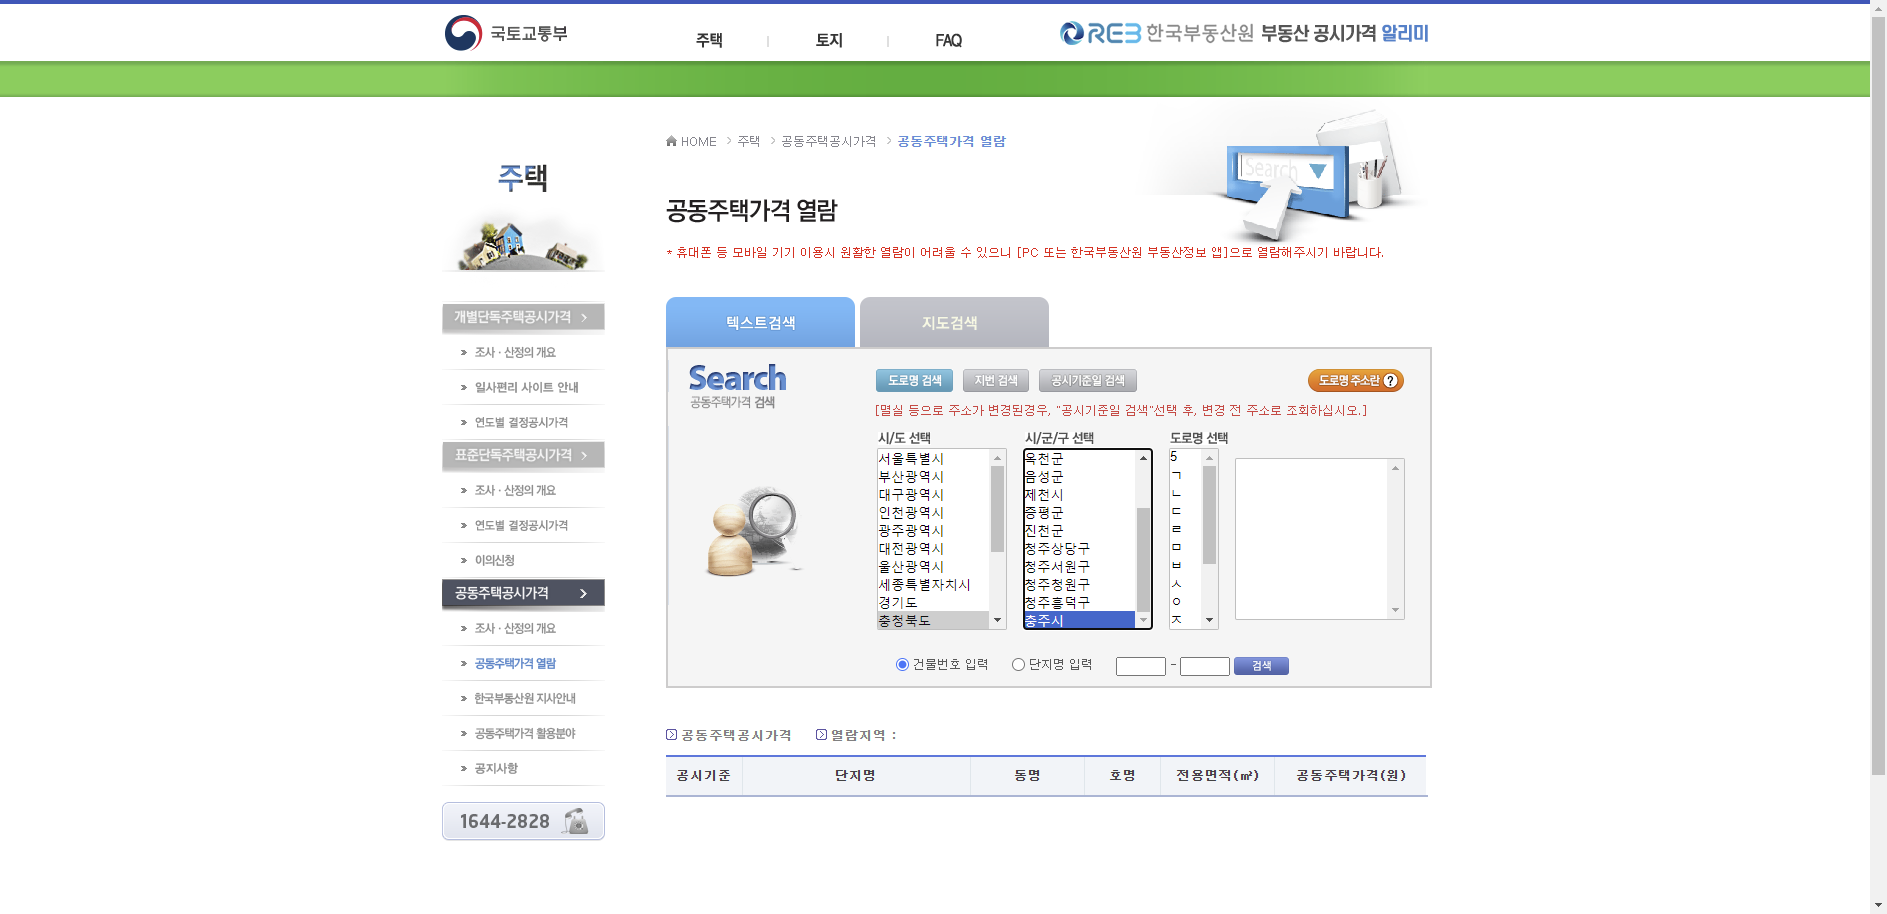 국토교통부
주택
토지
FAQ
REB 한국부동산원 부동산 공시가격 알리미
HOME 주택 공동주택공시가격 공동주택가격 열람
주택
Search
공동주택가격 열람
* 휴대폰 등 모바일 기기 이용시 원활한 열람이 어려울 수 있으니 [PC 또는 한국부동산원 부동산정보 앱]으로 열람해주시기 바랍니다.
개별단독주택공시가격
조사 · 산정의 개요
일사편리 사이트 안내
연도별 결정공시가격
표준단독주택공시가격
조사 · 산정의 개요
연도별 결정공시가격
이의신청
공동주택공시가격
조사 · 산정의 개요
공동주택가격 열람
한국부동산원 지사안내
공동주택가격 활용분야
공지사항
1644-2828
텍스트검색
지도검색
Search
공동주택가격 검색
도로명 검색
지번 검색
공시기준일 검색
도로명 주소란 ?
[멸실 등으로 주소가 변경된경우, "공시기준일 검색"선택 후, 변경 전 주소로 조회하십시오.]
시/도 선택
서울특별시
부산광역시
대구광역시
인천광역시
광주광역시
대전광역시
울산광역시
세종특별자치시
경기도
충청북도
시/군/구 선택
옥천군
음성군
제천시
증평군
진천군
청주상당구
청주서원구
청주청원구
청주흥덕구
충주시
도로명 선택
5
ㄱ
ㄴ
ㄷ
ㄹ
ㅁ
ㅂ
ㅅ
ㅇ
ㅈ
건물번호 입력
단지명 입력
-
검색
공동주택공시가격
열람지역 :
공시기준
단지명
동명
호명
전용면적(㎡)
공동주택가격(원)